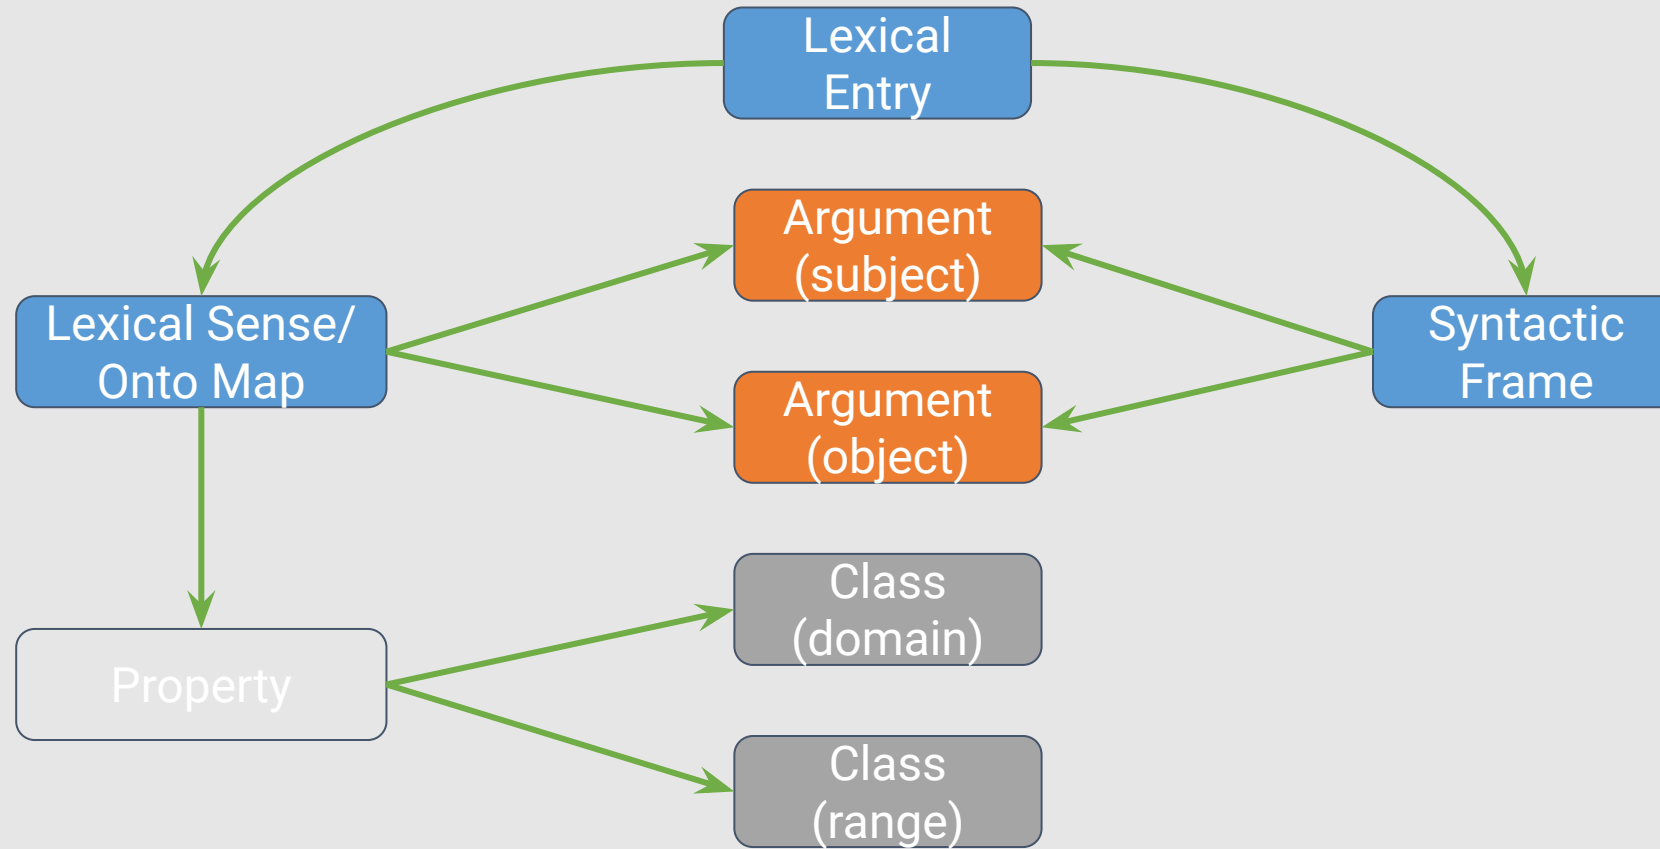 Lexical
Entry
Argument
(subject)
Lexical Sense/
Onto Map
Syntactic
Frame
Argument
(object)
Class
(domain)
Property
Class
(range)